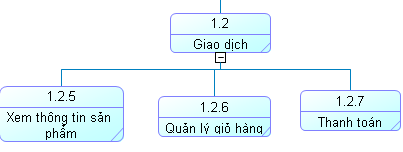 1.2
Giao dịch
1.2.5
Xem thông tin sản
phẩm
1.2.6
Quản lý giỏ hàng
1.2.7
Thanh toán